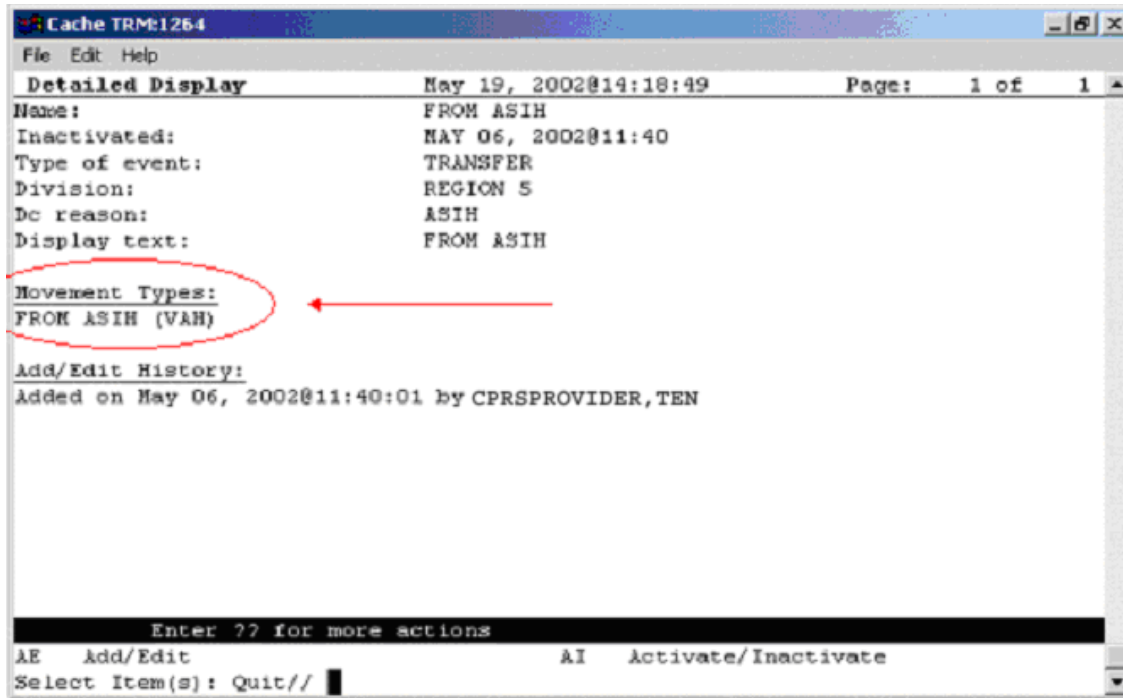 Cache TRM:1264
File Edit Help
Detailed Display May 19, 2002@14:18:49 Page: 1 of 1
Name: FROM ASIH
Inactivated: MAY 06, 2002@11:40
Type of event: TRANSFER
Division: REGION 5
Dc reason: ASIH
Display text: FROM ASIH
Movement Types:
FROM ASIH (VAH)
Add/Edit History:
Added on May 06, 2002@11:40:01 by CPRSPROVIDER,TEN
Enter ?? for more actions
AE Add/Edit AI Activate/Inactivate
Select Item(s): Quit//